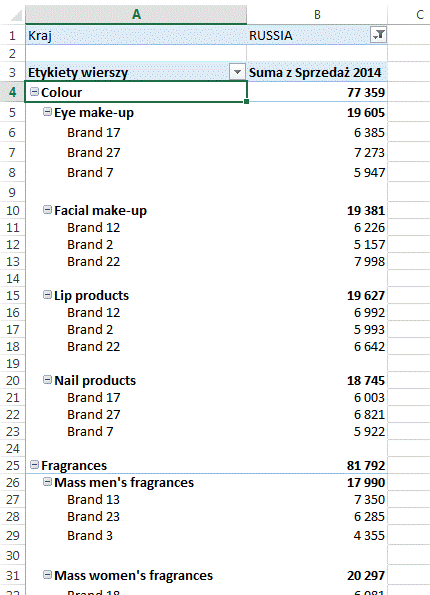 A B C
1 Kraj RUSSIA
2
3 Etykiety wierszy Suma z Sprzedaż 2014
4 Colour 77 359
5 Eye make-up 19 605
6 Brand 17 6 385
7 Brand 27 7 273
8 Brand 7 5 947
9
10 Facial make-up 19 381
11 Brand 12 6 226
12 Brand 2 5 157
13 Brand 22 7 998
14
15 Lip products 19 627
16 Brand 12 6 992
17 Brand 2 5 993
18 Brand 22 6 642
19
20 Nail products 18 745
21 Brand 17 6 003
22 Brand 27 6 821
23 Brand 7 5 922
24
25 Fragrances 81 792
26 Mass men's fragrances 17 990
27 Brand 13 7 350
28 Brand 23 6 285
29 Brand 3 4 355
30
31 Mass women's fragrances 20 297